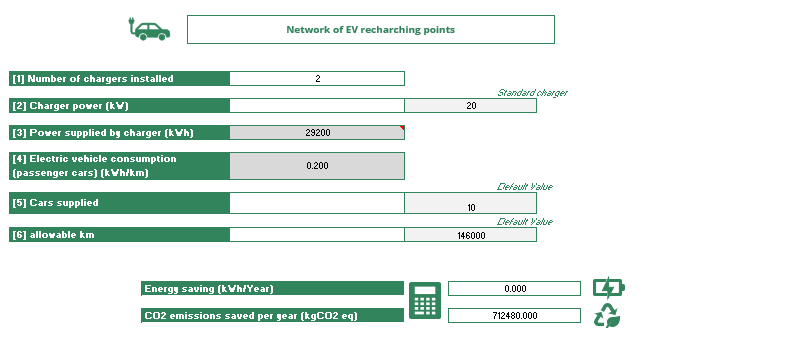 Network of EV recharching points
[1] Number of chargers installed 2
Standard charger
[2] Charger power (kW) 20
[3] Power supplied by charger (kWh) 29200
[4] Electric vehicle consumption
(passenger cars) (kWh/km) 0.200
Default Value
[5] Cars supplied 10
Default Value
[6] allowable km 146000
Energy saving (kWh/Year) 0.000
CO2 emissions saved per year (kgCO2 eq) 712480.000